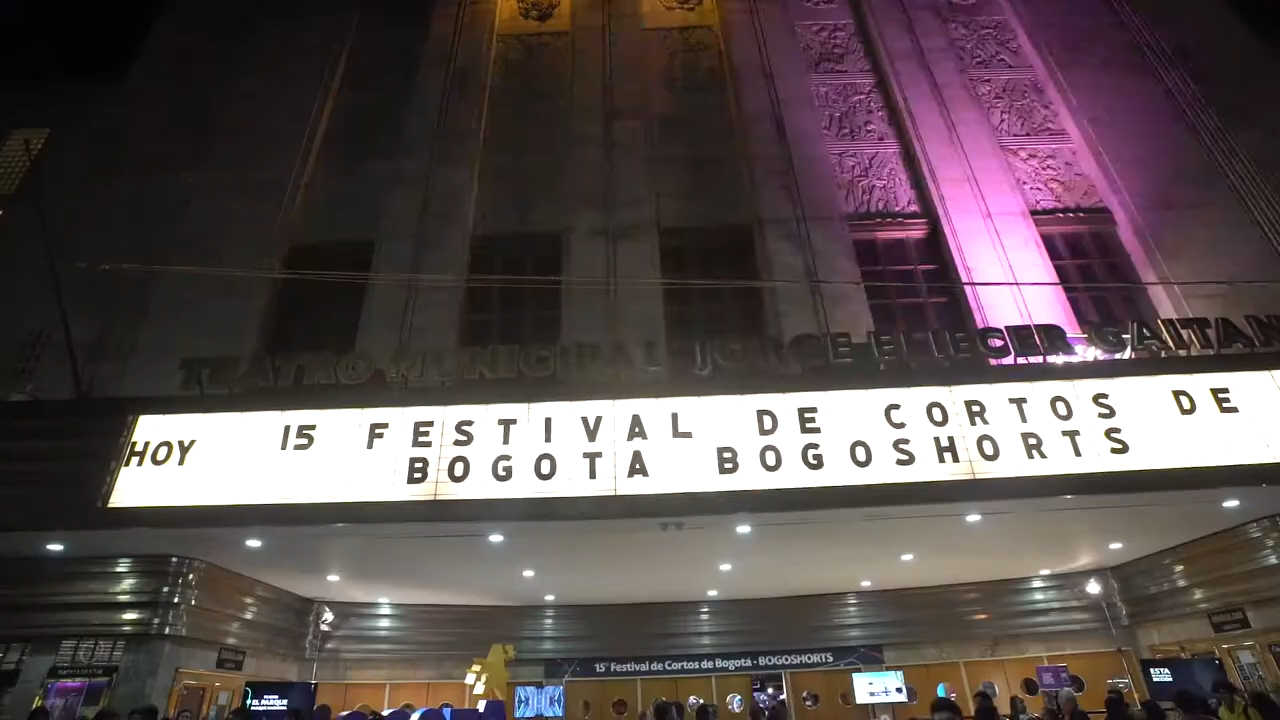 TEATRO MUNICIPAL JORGE ELIECER GAITAN
HOY 15 FESTIVAL DE CORTOS DE
BOGOTA BOGOSHORTS
15° Festival de Cortos de Bogotá - BOGOSHORTS
EL PARQUE
ESTA